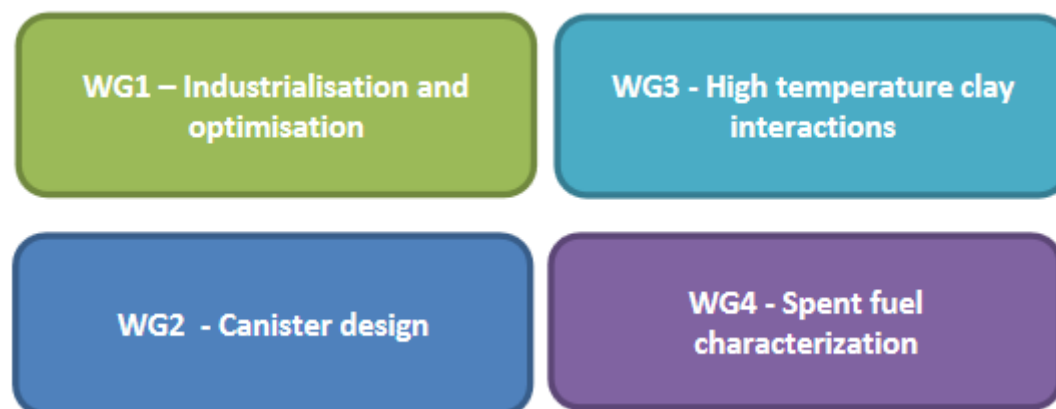 WG1 – Industrialisation and
optimisation
WG3 - High temperature clay
interactions
WG2  - Canister design
WG4 - Spent fuel
characterization